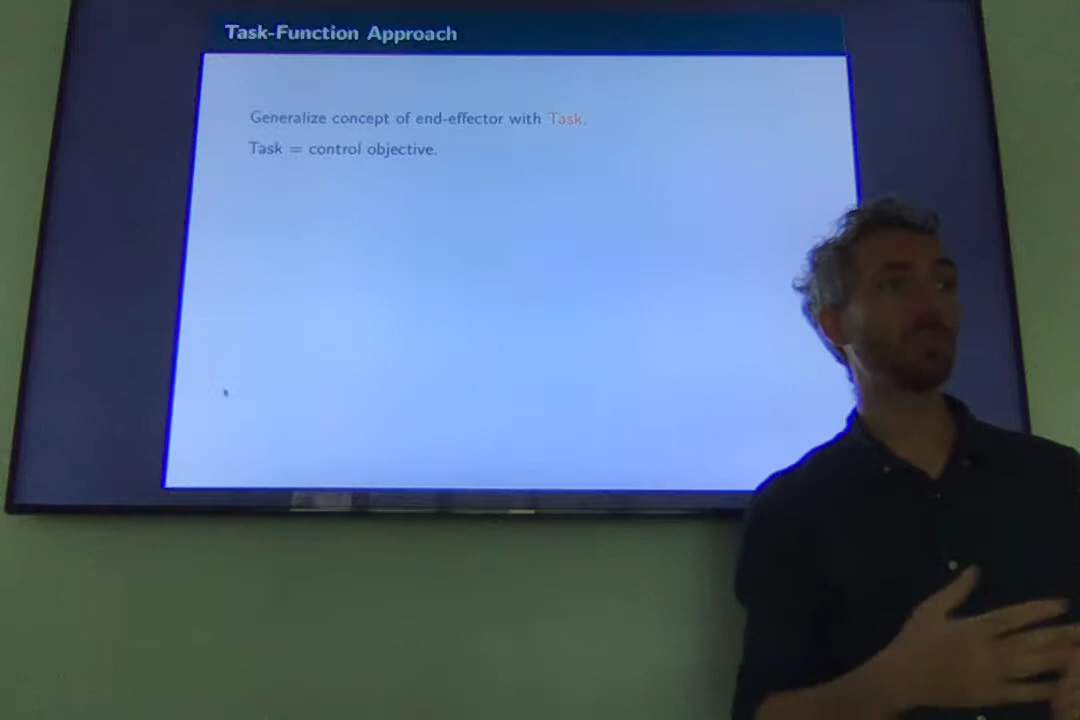 Task-Function Approach
Generalize concept of end-effector with Task.
Task = control objective.